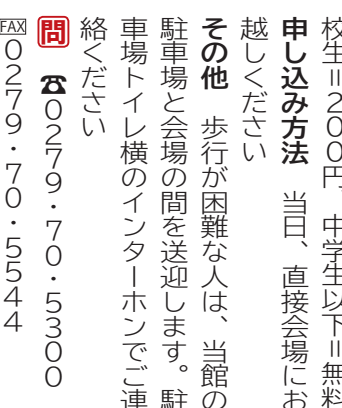 校生＝２００円　中学生以下＝無料
申し込み方法　当日、直接会場にお
越しください
その他　歩行が困難な人は、当館の
駐車場と会場の間を送迎します。駐
車場トイレ横のインターホンでご連
絡ください
問　☎０２７９・７０・５３００
FAX０２７９・７０・５５４４